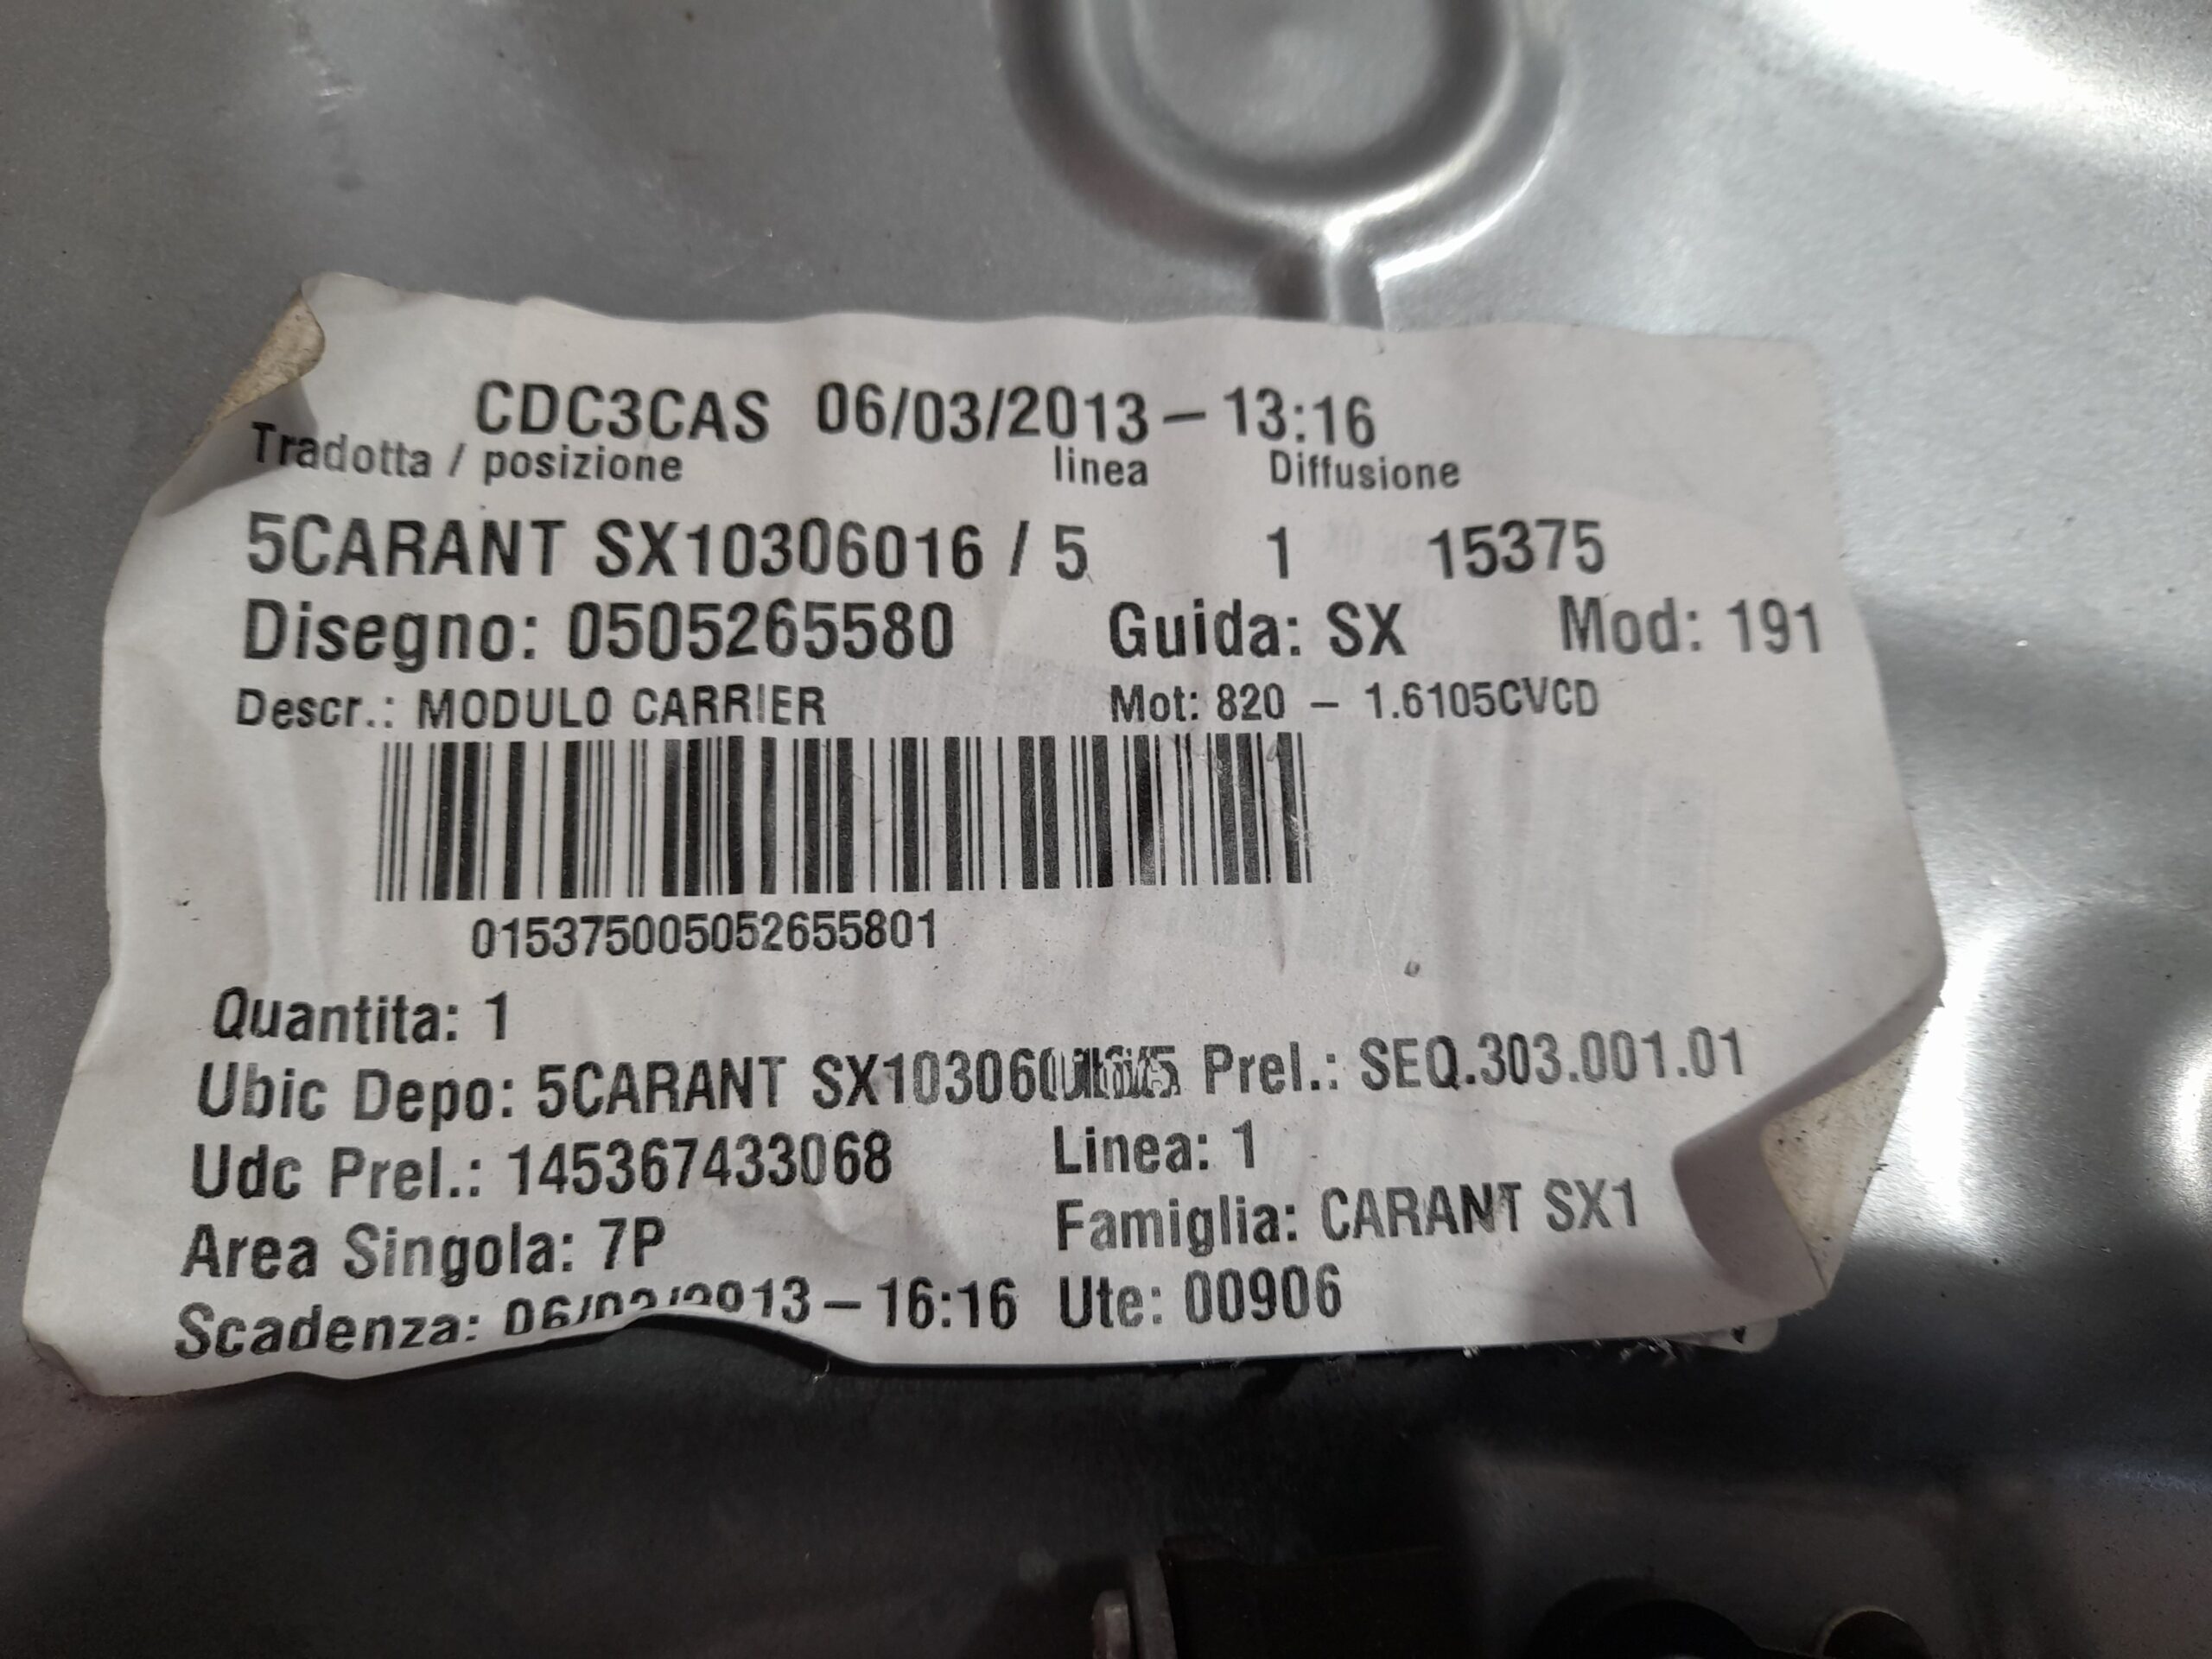 CDC3CAS 06/03/2013 – 13:16
Tradotta / posizione linea Diffusione
5CARANT SX10306016 / 5 1 15375
Disegno: 0505265580 Guida: SX Mod: 191
Descr.: MODULO CARRIER Mot: 820 – 1.6105CVCD
015375005052655801
Quantita: 1
Ubic Depo: 5CARANT Prel.: SEQ.303.001.01
Udc Prel.: 145367433068 Linea: 1
Area Singola: 7P Famiglia: CARANT SX1
Scadenza: – 16:16 Ute: 00906